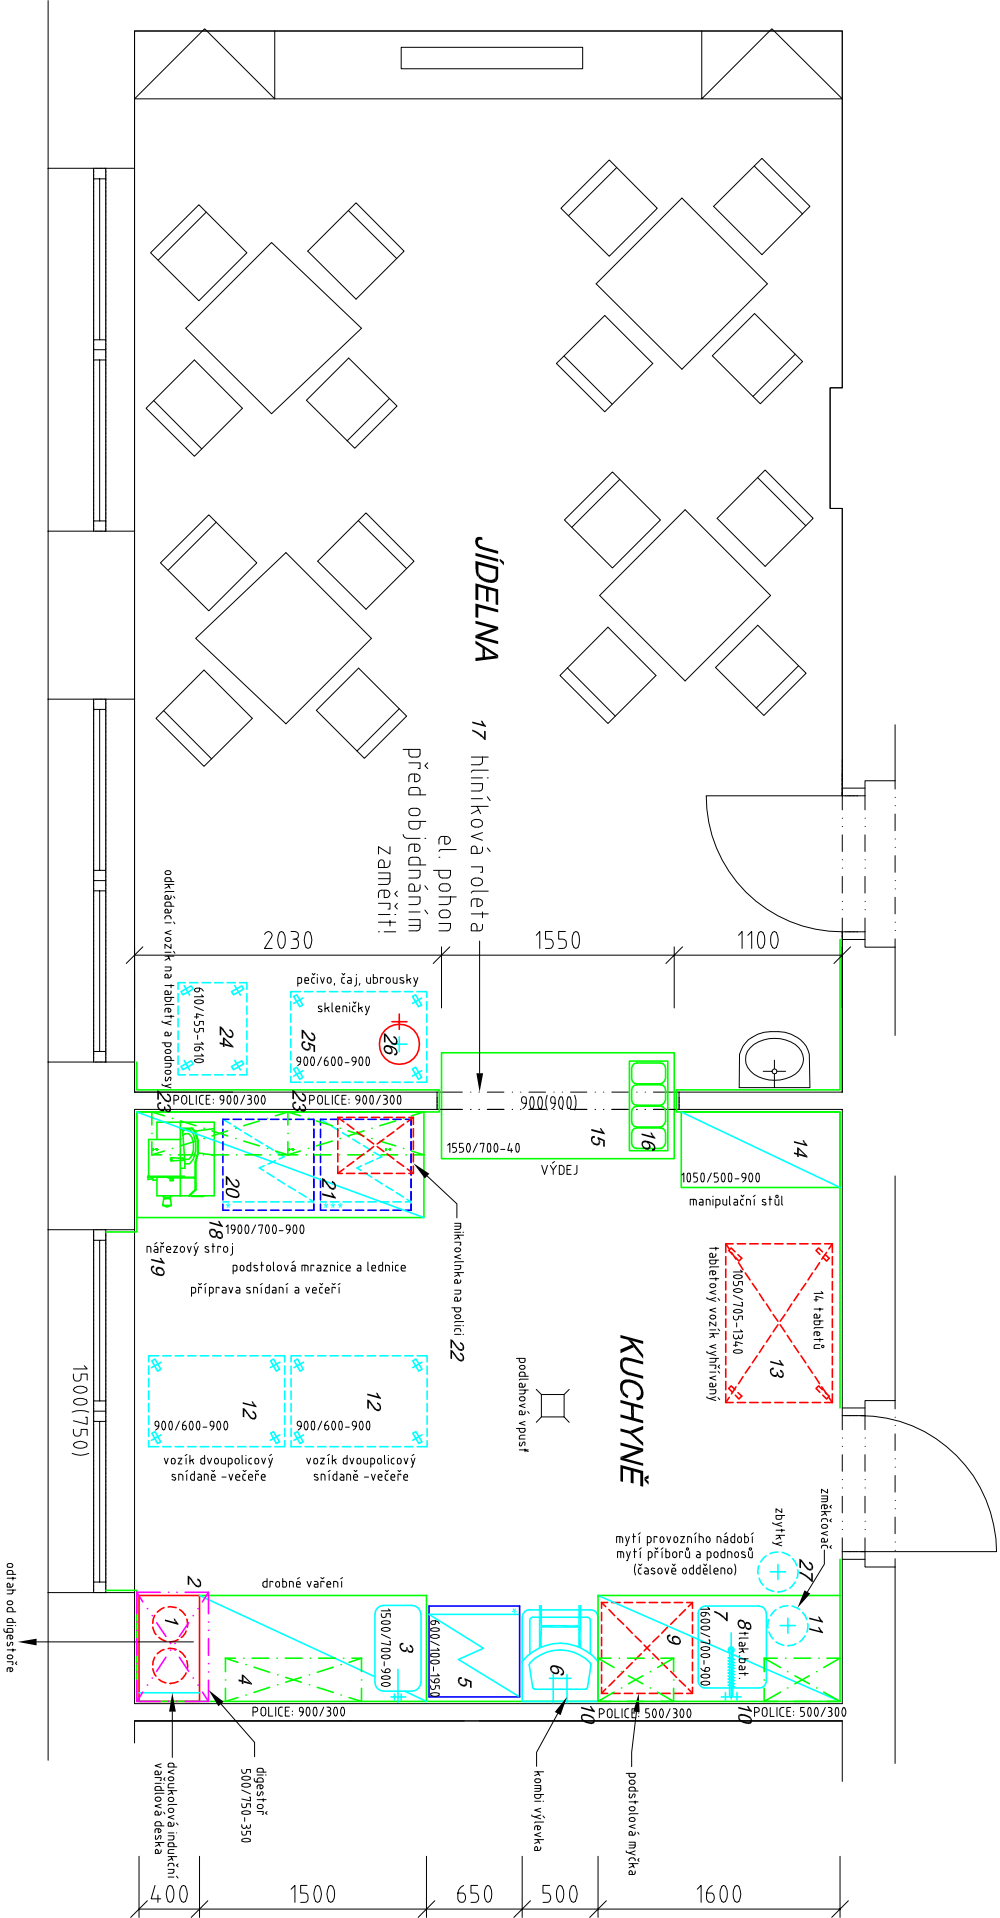 JÍDELNA
17 hliníková roleta
el. pohon
před objednáním
zaměřit!
2030
1550
1100
odkládací vozík na tablety a podnosy
610/455-1610
24
pečivo, čaj, ubrousky
skleničky
25
26
900/600-900
23
POLICE: 900/300
23
POLICE: 900/300
900(900)
15
16
1550/700-40
VÝDEJ
14
1050/500-900
manipulační stůl
20
21
18
1900/700-900
nářezový stroj
19
podstolová mraznice a lednice
příprava snídaní a večeří
mikrovlnka na polici 22
tabletový vozík vyhřívaný
1050/705-1340
14 tabletů
13
KUCHYNĚ
podlahová vpusť
1500(750)
12
900/600-900
vozík dvoupolicový
snídaně -večeře
12
900/600-900
vozík dvoupolicový
snídaně -večeře
mytí provozního nádobí
mytí příborů a podnosů
(časově odděleno)
zbytky
27
změkčovač
11
drobné vaření
2
1
3
1500/700-900
4
5
600/100-1950
6
7
8tlak.bat.
1600/700-900
9
10
10
POLICE: 900/300
POLICE: 500/300
POLICE: 500/300
odtah od digestoře
dvoukolová indukční
vařidlová deska
digestoř
500/750-350
kombi výlevka
podstolová myčka
400
1500
650
500
1600